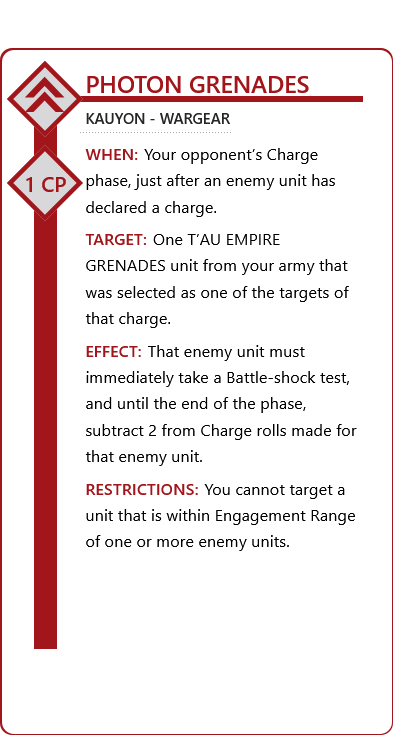 PHOTON GRENADES
KAUYON - WARGEAR
1 CP
WHEN: Your opponent’s Charge
phase, just after an enemy unit has
declared a charge.
TARGET: One T’AU EMPIRE
GRENADES unit from your army that
was selected as one of the targets of
that charge.
EFFECT: That enemy unit must
immediately take a Battle-shock test,
and until the end of the phase,
subtract 2 from Charge rolls made for
that enemy unit.
RESTRICTIONS: You cannot target a
unit that is within Engagement Range
of one or more enemy units.